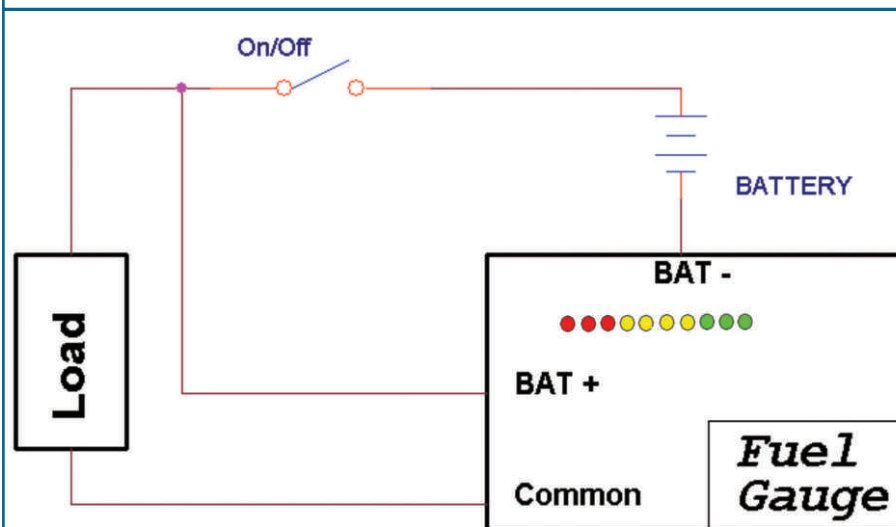 On/Off
BATTERY
BAT -
Load
BAT +
Fuel
Gauge
Common